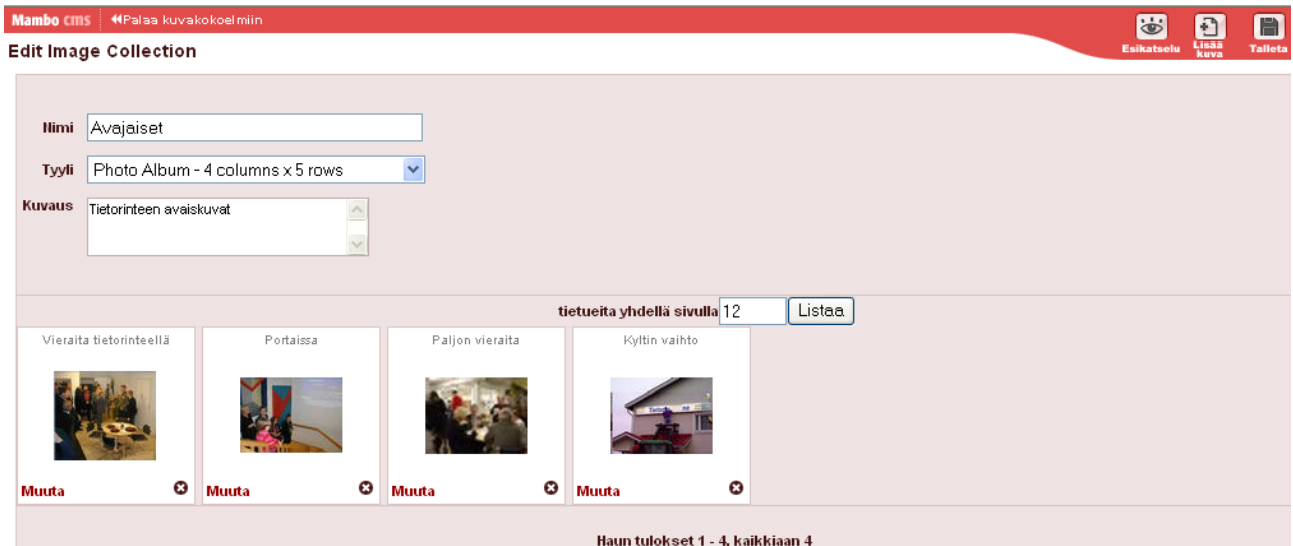 Mambo cms ◀◀Palaa kuvakokoelmiin
Edit Image Collection
Esikatselu
Lisää kuva
Talleta
Nimi Avajaiset
Tyyli Photo Album - 4 columns x 5 rows
Kuvaus Tietorinteen avaiskuvat
tietueita yhdellä sivulla 12 Listaa
Vieraita tietorinteellä
Portaissa
Paljon vieraita
Kyltin vaihto
Muuta
Muuta
Muuta
Muuta
Haun tulokset 1 - 4, kaikkiaan 4